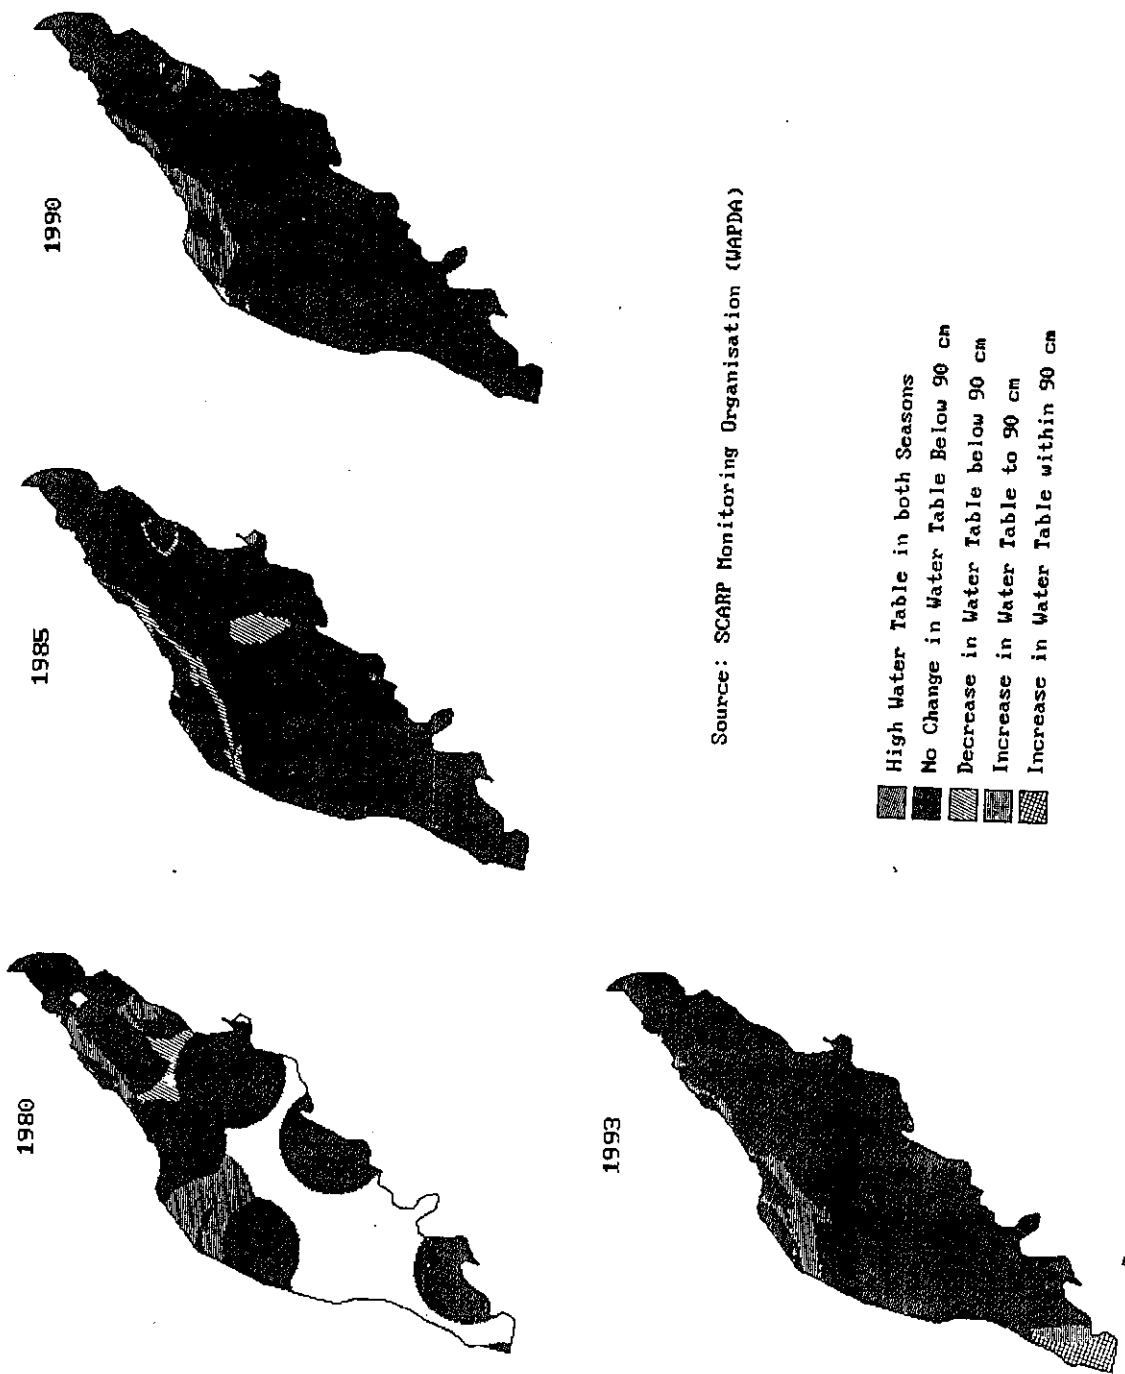 1980
1985
1990
1993
Source: SCARP Monitoring Organisation (WAPDA)
High Water Table in both Seasons
No Change in Water Table Below 90 cm
Decrease in Water Table below 90 cm
Increase in Water Table to 90 cm
Increase in Water Table within 90 cm